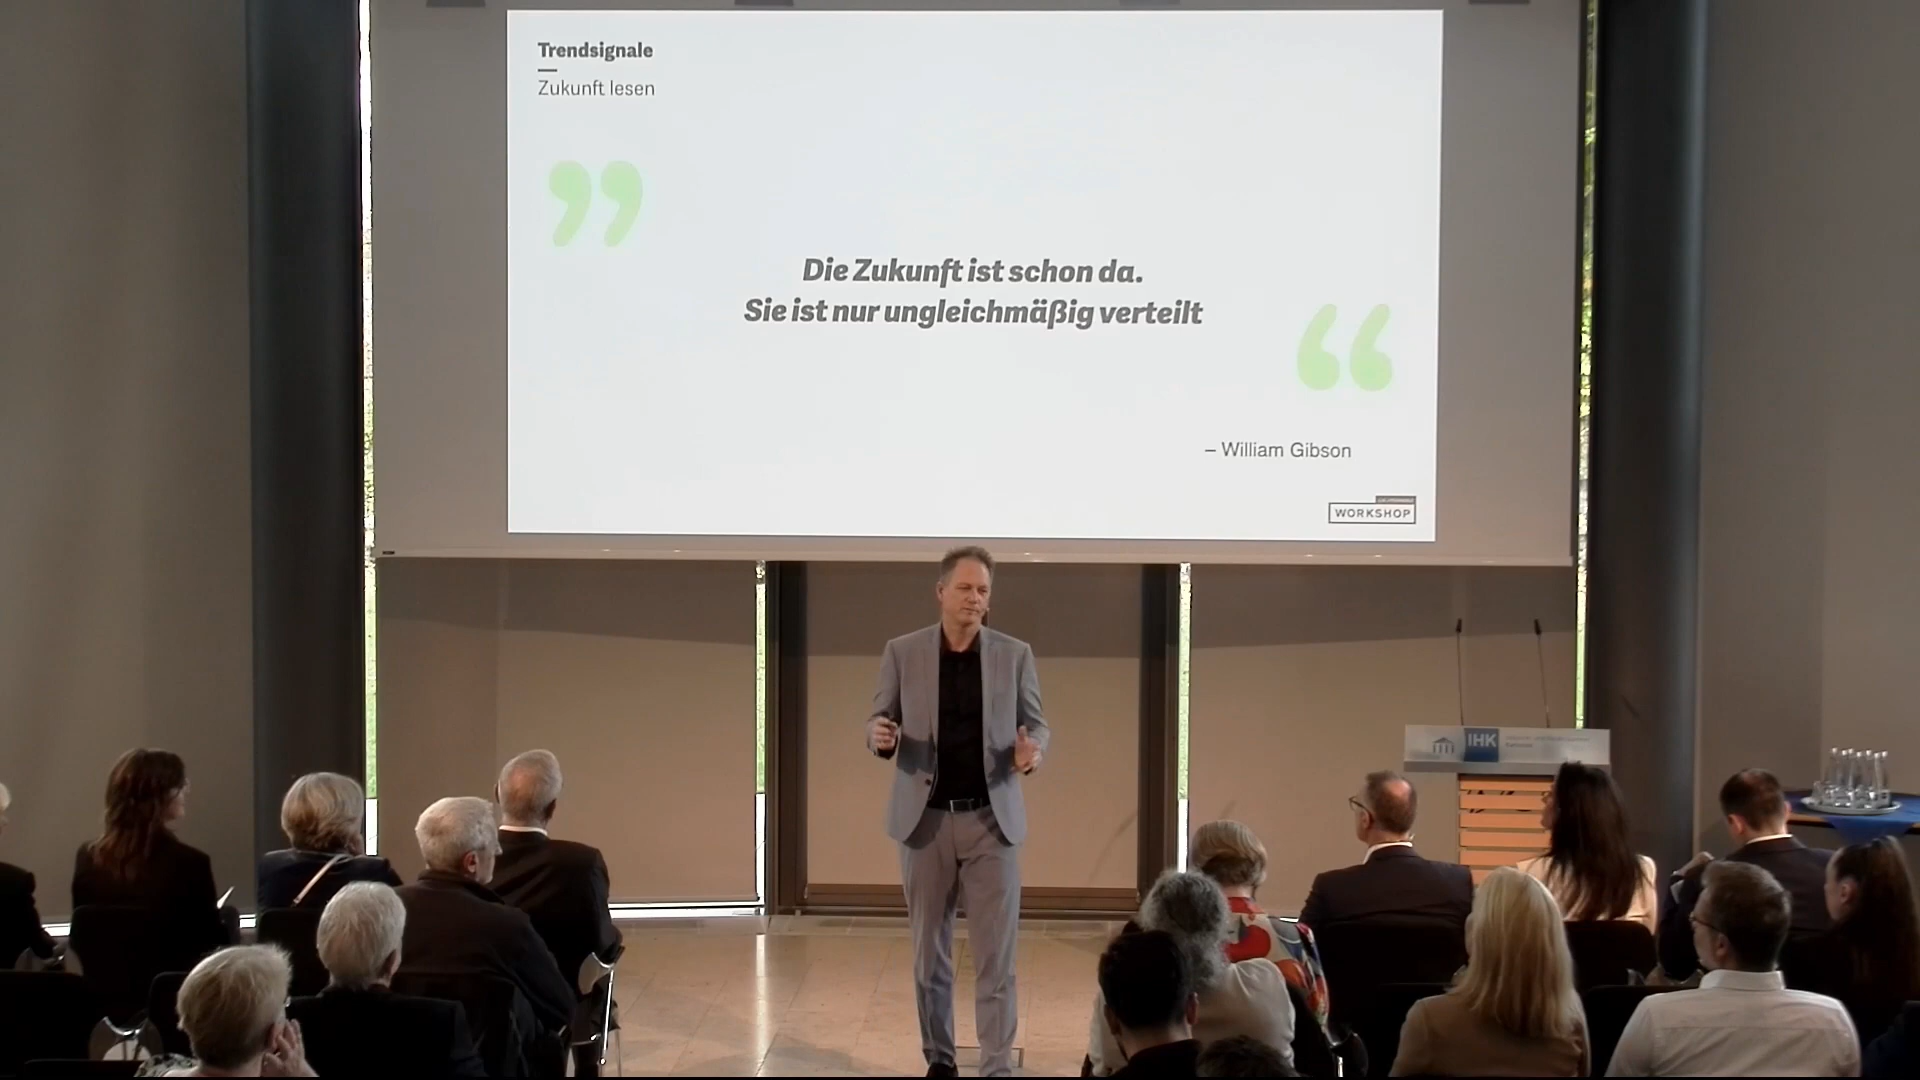 Trendsignale
Zukunft lesen
”
Die Zukunft ist schon da.
Sie ist nur ungleichmäßig verteilt
“
– William Gibson
WORKSHOP
IHK